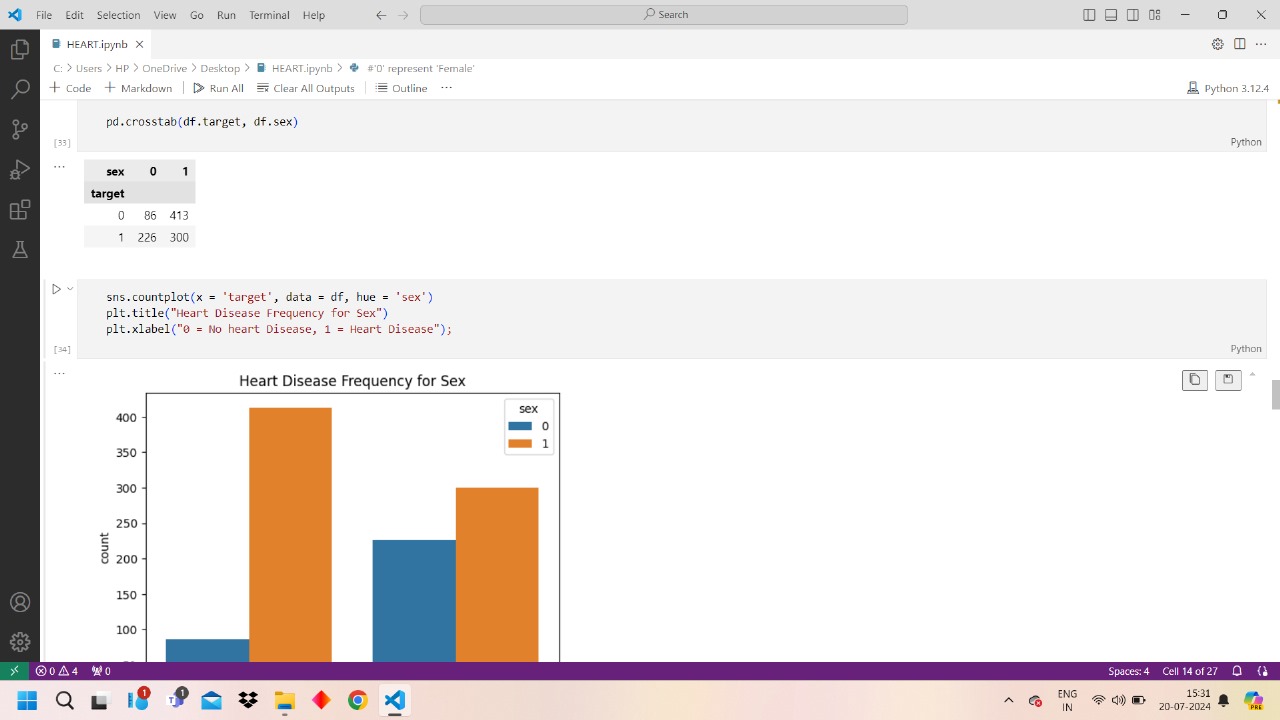 File Edit Selection View Go Run Terminal Help
Search
HEART.ipynb
C: > Users > HP > OneDrive > Desktop > HEART.ipynb > #'0' represent 'Female'
+ Code + Markdown | Run All Clear All Outputs | Outline ...
Python 3.12.4
pd.crosstab(df.target, df.sex)
[33]
Python
sex 0 1
target
0 86 413
1 226 300
sns.countplot(x = 'target', data = df, hue = 'sex')
plt.title("Heart Disease Frequency for Sex")
plt.xlabel("0 = No heart Disease, 1 = Heart Disease");
[34]
Python
Heart Disease Frequency for Sex
sex
0
1
400
350
300
250
200
150
100
count
0 4 0
Spaces: 4 Cell 14 of 27
1
1
ENG
IN
15:31
20-07-2024
PRE